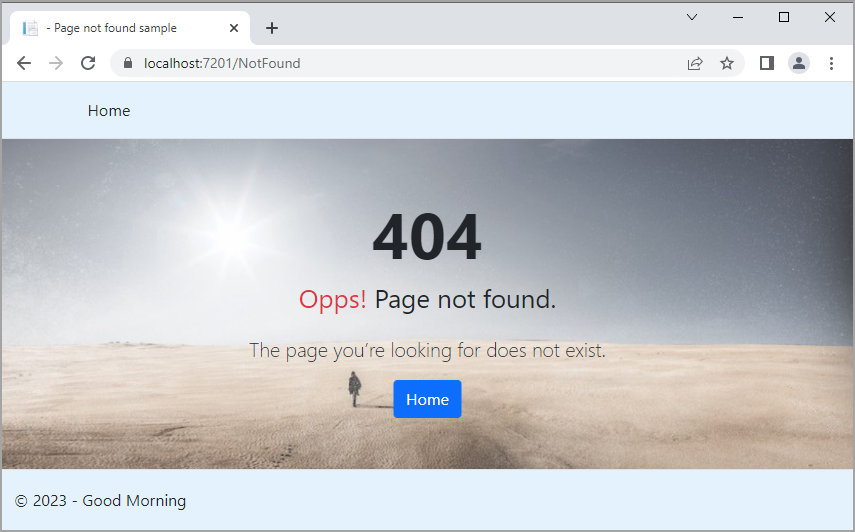 - Page not found sample
localhost:7201/NotFound
Home
404
Opps! Page not found.
The page you’re looking for does not exist.
Home
© 2023 - Good Morning